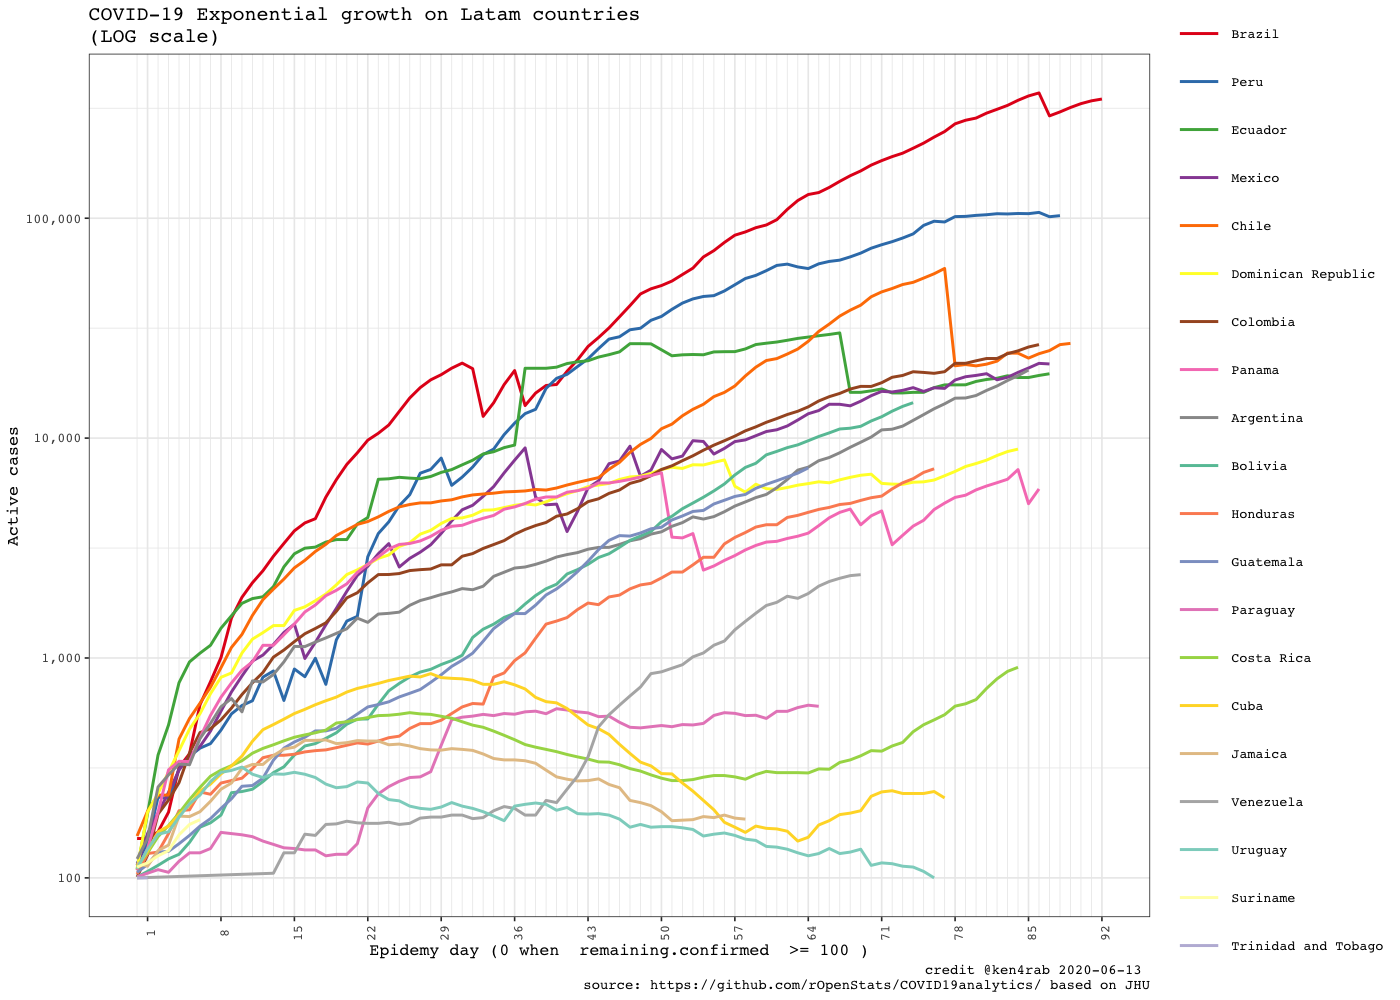 COVID-19 Exponential growth on Latam countries
(LOG scale)
Active cases
100,000
10,000
1,000
100
1
8
15
22
29
36
43
50
57
64
71
78
85
92
Epidemy day (0 when  remaining.confirmed  >= 100 )
Brazil
Peru
Ecuador
Mexico
Chile
Dominican Republic
Colombia
Panama
Argentina
Bolivia
Honduras
Guatemala
Paraguay
Costa Rica
Cuba
Jamaica
Venezuela
Uruguay
Suriname
Trinidad and Tobago
credit @ken4rab 2020-06-13
source: https://github.com/rOpenStats/COVID19analytics/ based on JHU